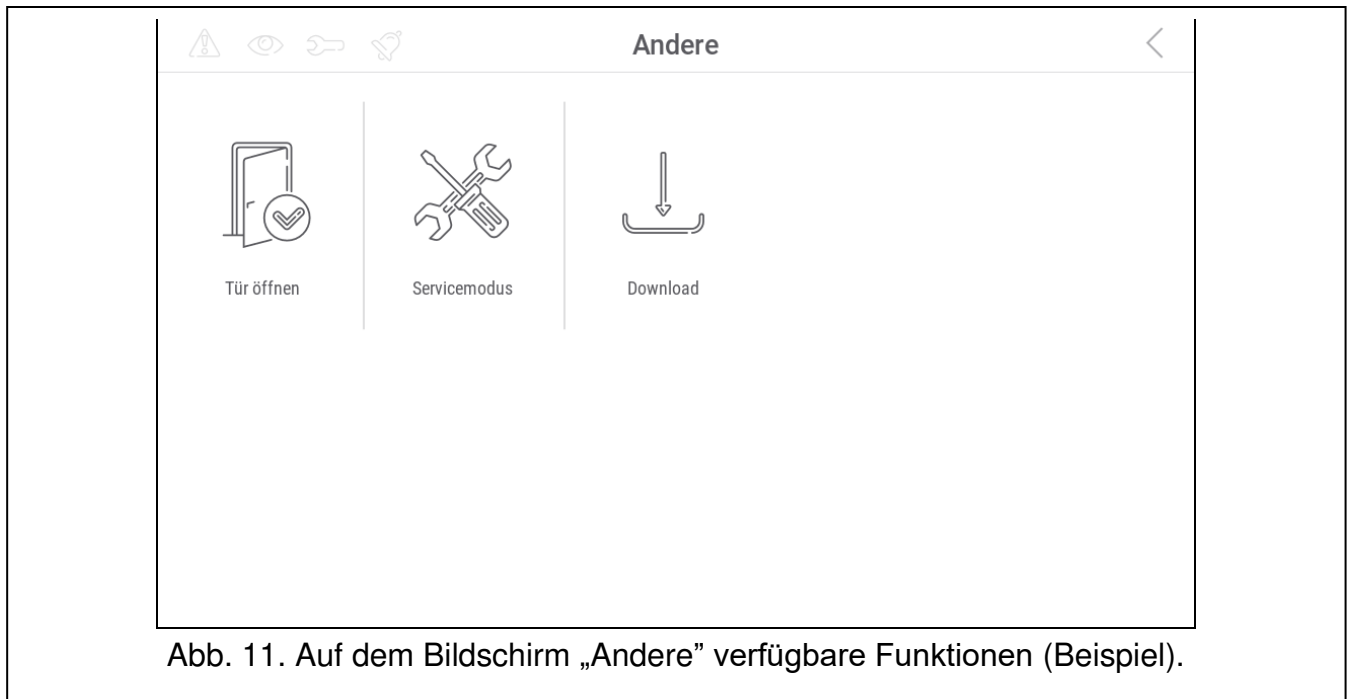 Andere
Tür öffnen
Servicemodus
Download
Abb. 11. Auf dem Bildschirm „Andere” verfügbare Funktionen (Beispiel).